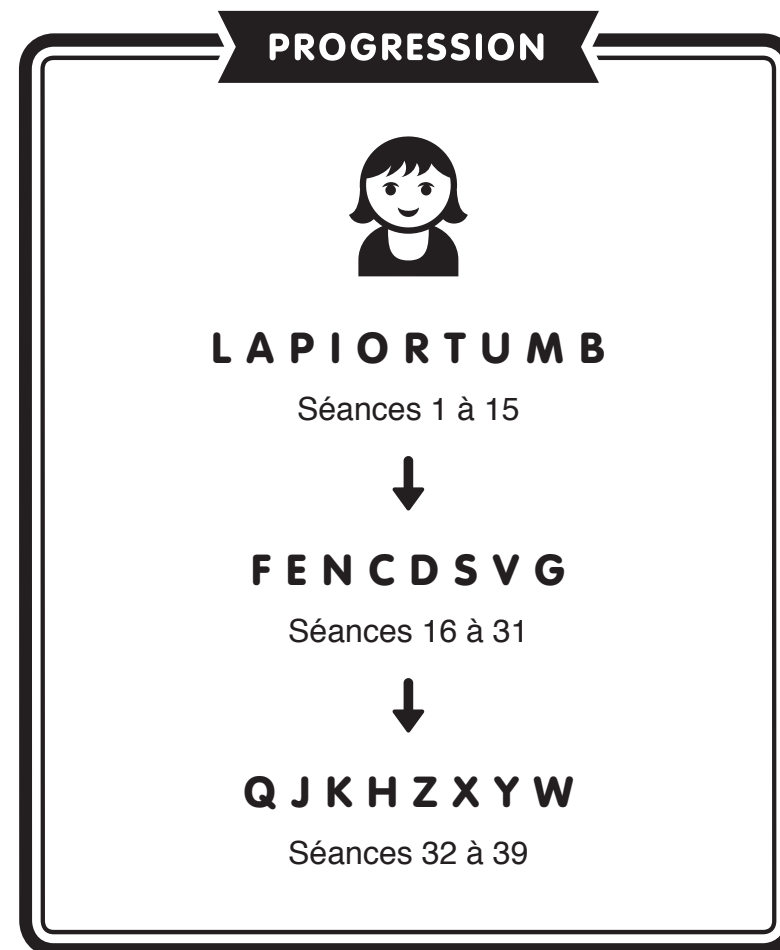 PROGRESSION
L A P I O R T U M B
Séances 1 à 15
F E N C D S V G
Séances 16 à 31
Q J K H Z X Y W
Séances 32 à 39